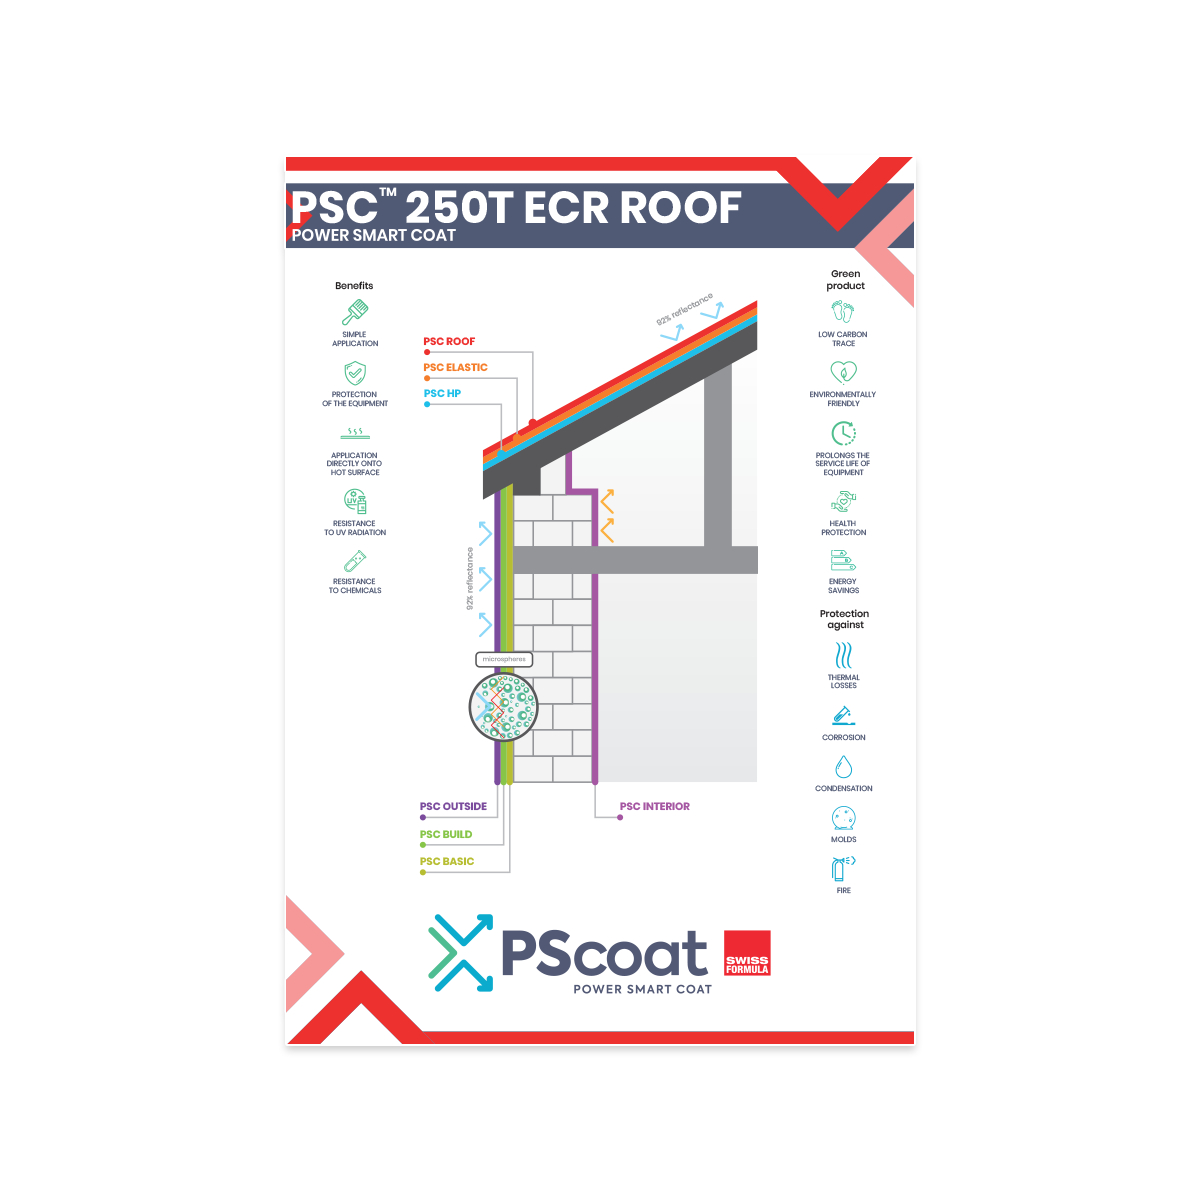 PSC™ 250T ECR ROOF
POWER SMART COAT
Benefits
SIMPLE
APPLICATION
PROTECTION
OF THE EQUIPMENT
APPLICATION
DIRECTLY ONTO
HOT SURFACE
UV
RESISTANCE
TO UV RADIATION
RESISTANCE
TO CHEMICALS
PSC ROOF
PSC ELASTIC
PSC HP
92% reflectance
92% reflectance
microspheres
PSC OUTSIDE
PSC BUILD
PSC BASIC
PSC INTERIOR
Green
product
LOW CARBON
TRACE
ENVIRONMENTALLY
FRIENDLY
PROLONGS THE
SERVICE LIFE OF
EQUIPMENT
HEALTH
PROTECTION
ENERGY
SAVINGS
Protection
against
THERMAL
LOSSES
CORROSION
CONDENSATION
MOLDS
FIRE
PScoat
POWER SMART COAT
SWISS
FORMULA